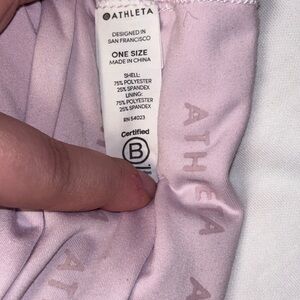 ATHLETA
DESIGNED IN
SAN FRANCISCO
ONE SIZE
MADE IN CHINA
SHELL:
75% POLYESTER
25% SPANDEX
LINING:
75% POLYESTER
25% SPANDEX
RN 54023
Certified
B
ATHLETA
AT
A